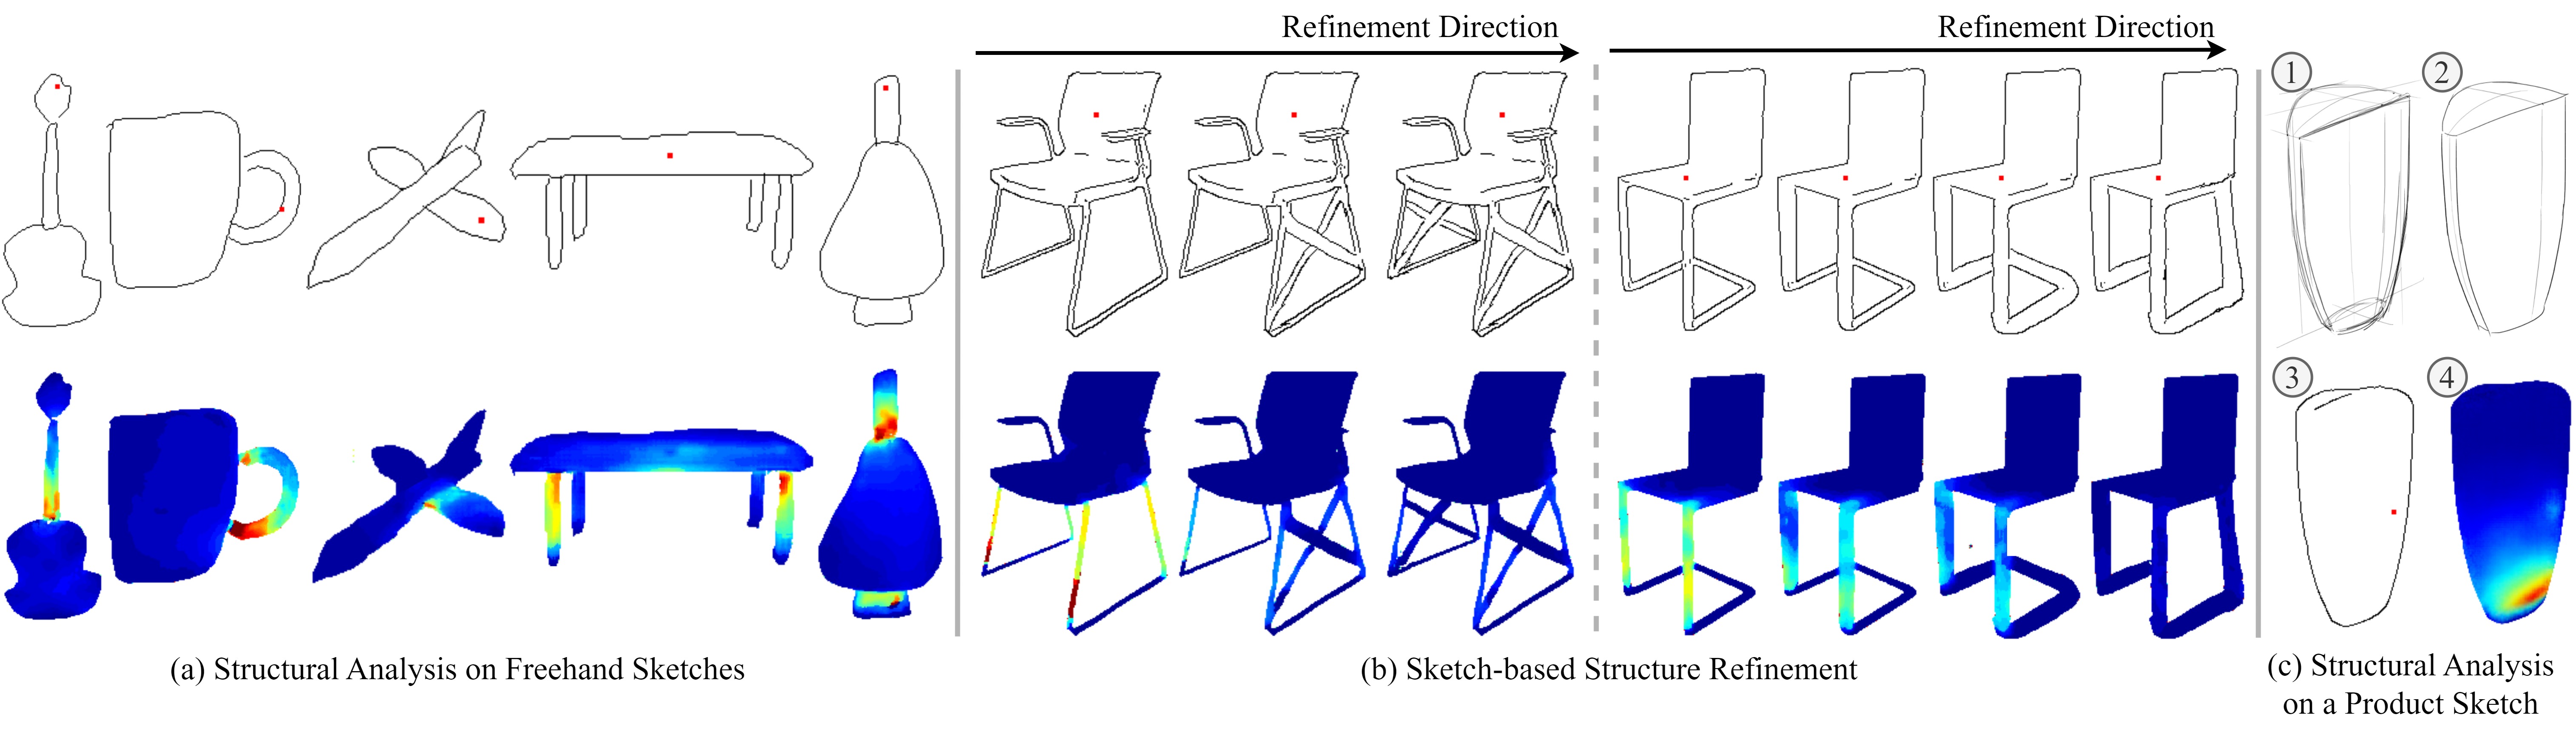 Refinement Direction
Refinement Direction
1
2
3
4
(a) Structural Analysis on Freehand Sketches
(b) Sketch-based Structure Refinement
(c) Structural Analysis
on a Product Sketch